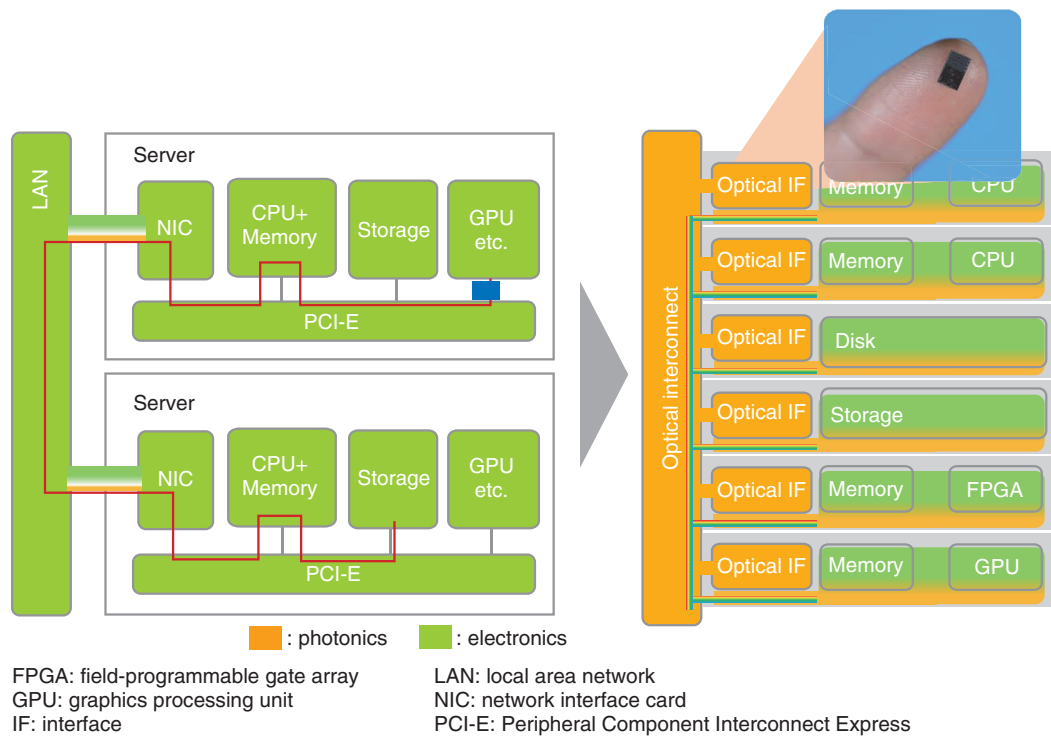 LAN
Server
NIC
CPU+
Memory
Storage
GPU
etc.
PCI-E
Server
NIC
CPU+
Memory
Storage
GPU
etc.
PCI-E
Optical interconnect
Optical IF
Memory
CPU
Optical IF
Memory
CPU
Optical IF
Disk
Optical IF
Storage
Optical IF
Memory
FPGA
Optical IF
Memory
GPU
: photonics
: electronics
FPGA: field-programmable gate array
GPU: graphics processing unit
IF: interface
LAN: local area network
NIC: network interface card
PCI-E: Peripheral Component Interconnect Express